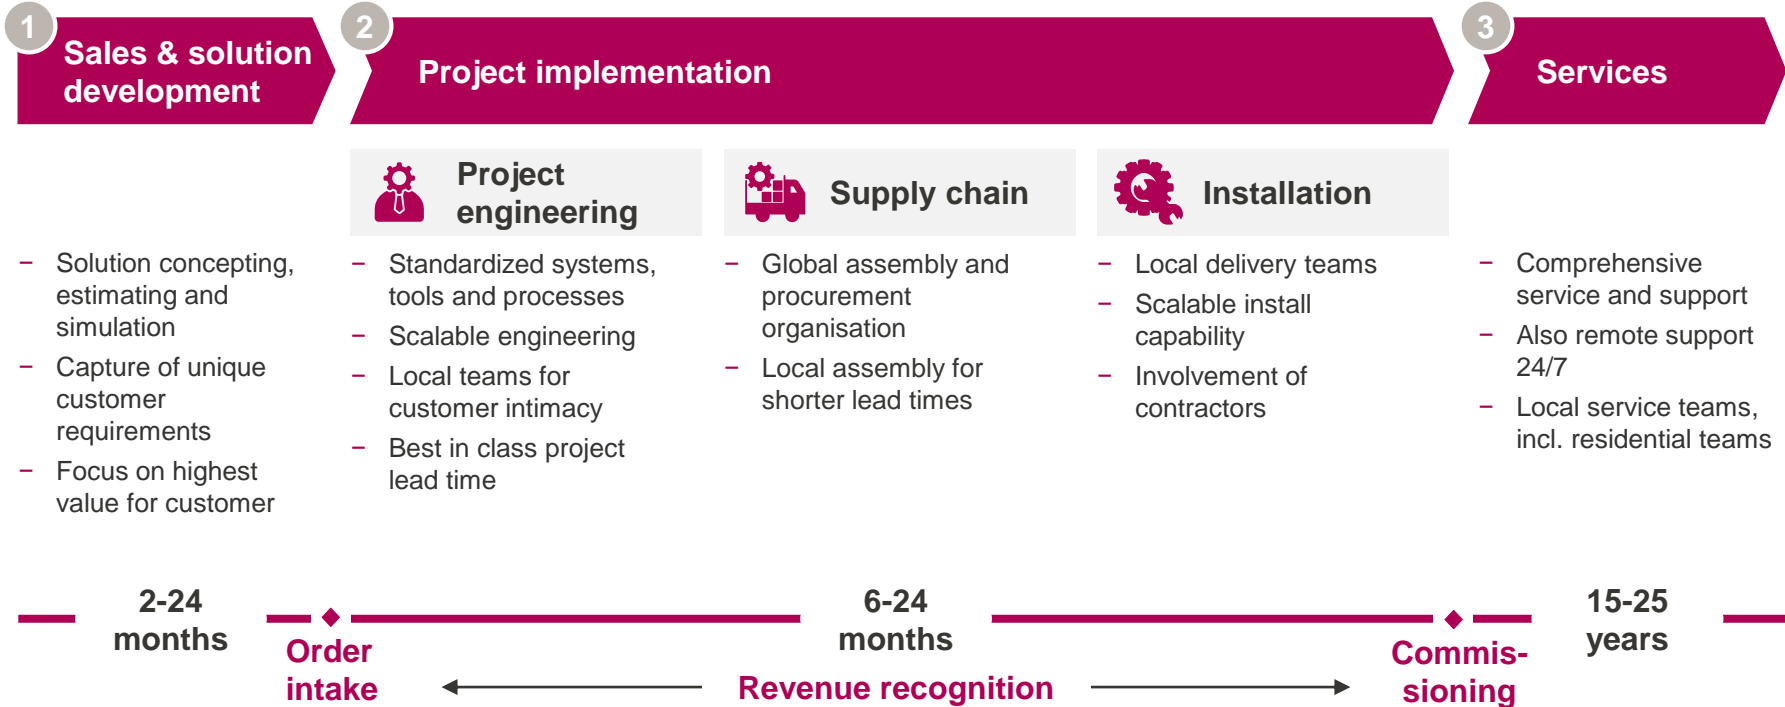 1
Sales & solution
development
2
Project implementation
3
Services
Project
engineering
Supply chain
Installation
– Solution concepting,
estimating and
simulation
– Capture of unique
customer
requirements
– Focus on highest
value for customer
– Standardized systems,
tools and processes
– Scalable engineering
– Local teams for
customer intimacy
– Best in class project
lead time
– Global assembly and
procurement
organisation
– Local assembly for
shorter lead times
– Local delivery teams
– Scalable install
capability
– Involvement of
contractors
– Comprehensive
service and support
– Also remote support
24/7
– Local service teams,
incl. residential teams
2-24
months
Order
intake
6-24
months
Revenue recognition
Commis-
sioning
15-25
years